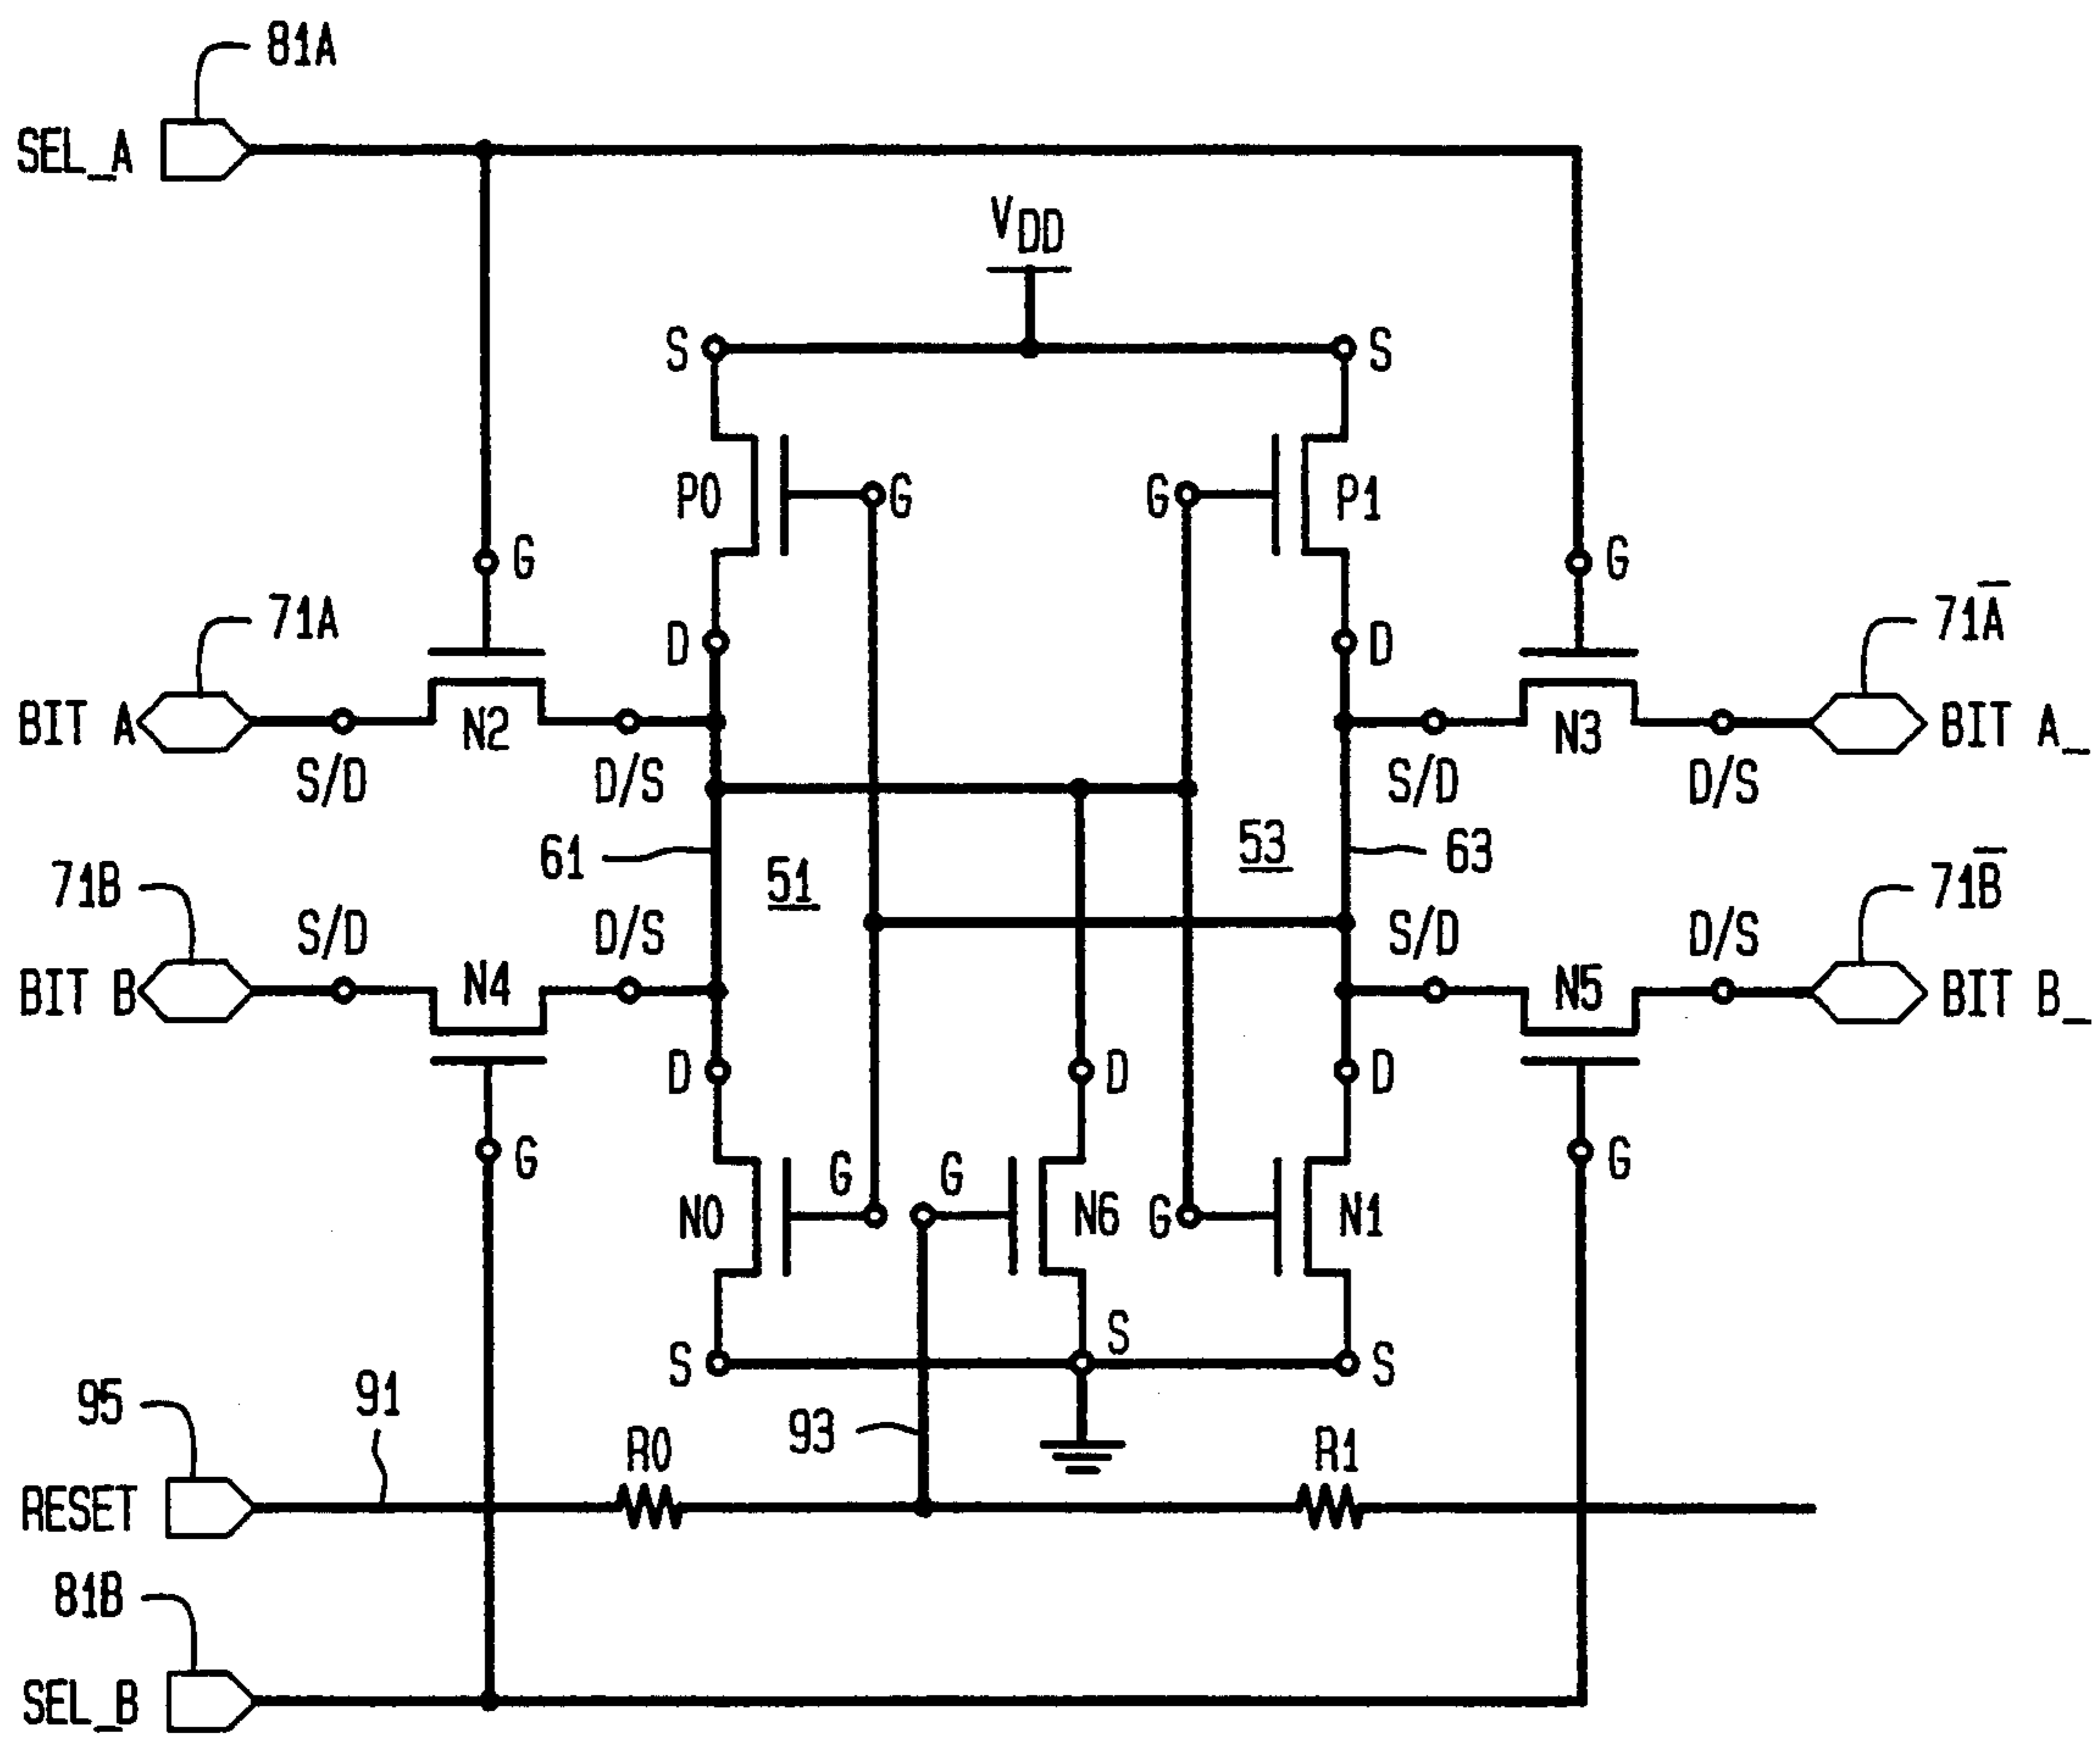 81A
SEL_A
VDD
S S
P0 G G P1
G G
71A 71A̅
D D
BIT A N2 N3 BIT A_
S/D D/S S/D D/S
61 51 53 63
71B 71B̅
S/D D/S S/D D/S
BIT B N4 N5 BIT B_
D D D
G G
N0 G G N6 G N1
S S S
95 91 93
R0 R1
RESET
81B
SEL_B